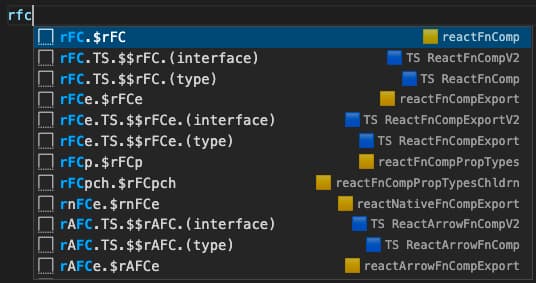 rfc
rFC.$rFC reactFnComp
rFC.TS.$$rFC.(interface) TS ReactFnCompV2
rFC.TS.$$rFC.(type) TS ReactFnComp
rFCe.$rFCe reactFnCompExport
rFCe.TS.$$rFCe.(interface) TS ReactFnCompExportV2
rFCe.TS.$$rFCe.(type) TS ReactFnCompExport
rFCp.$rFCp reactFnCompPropTypes
rFCpch.$rFCpch reactFnCompPropTypesChldrn
rnFCe.$rnFCe reactNativeFnCompExport
rAFC.TS.$$rAFC.(interface) TS ReactArrowFnCompV2
rAFC.TS.$$rAFC.(type) TS ReactArrowFnComp
rAFCe.$rAFCe reactArrowFnCompExport